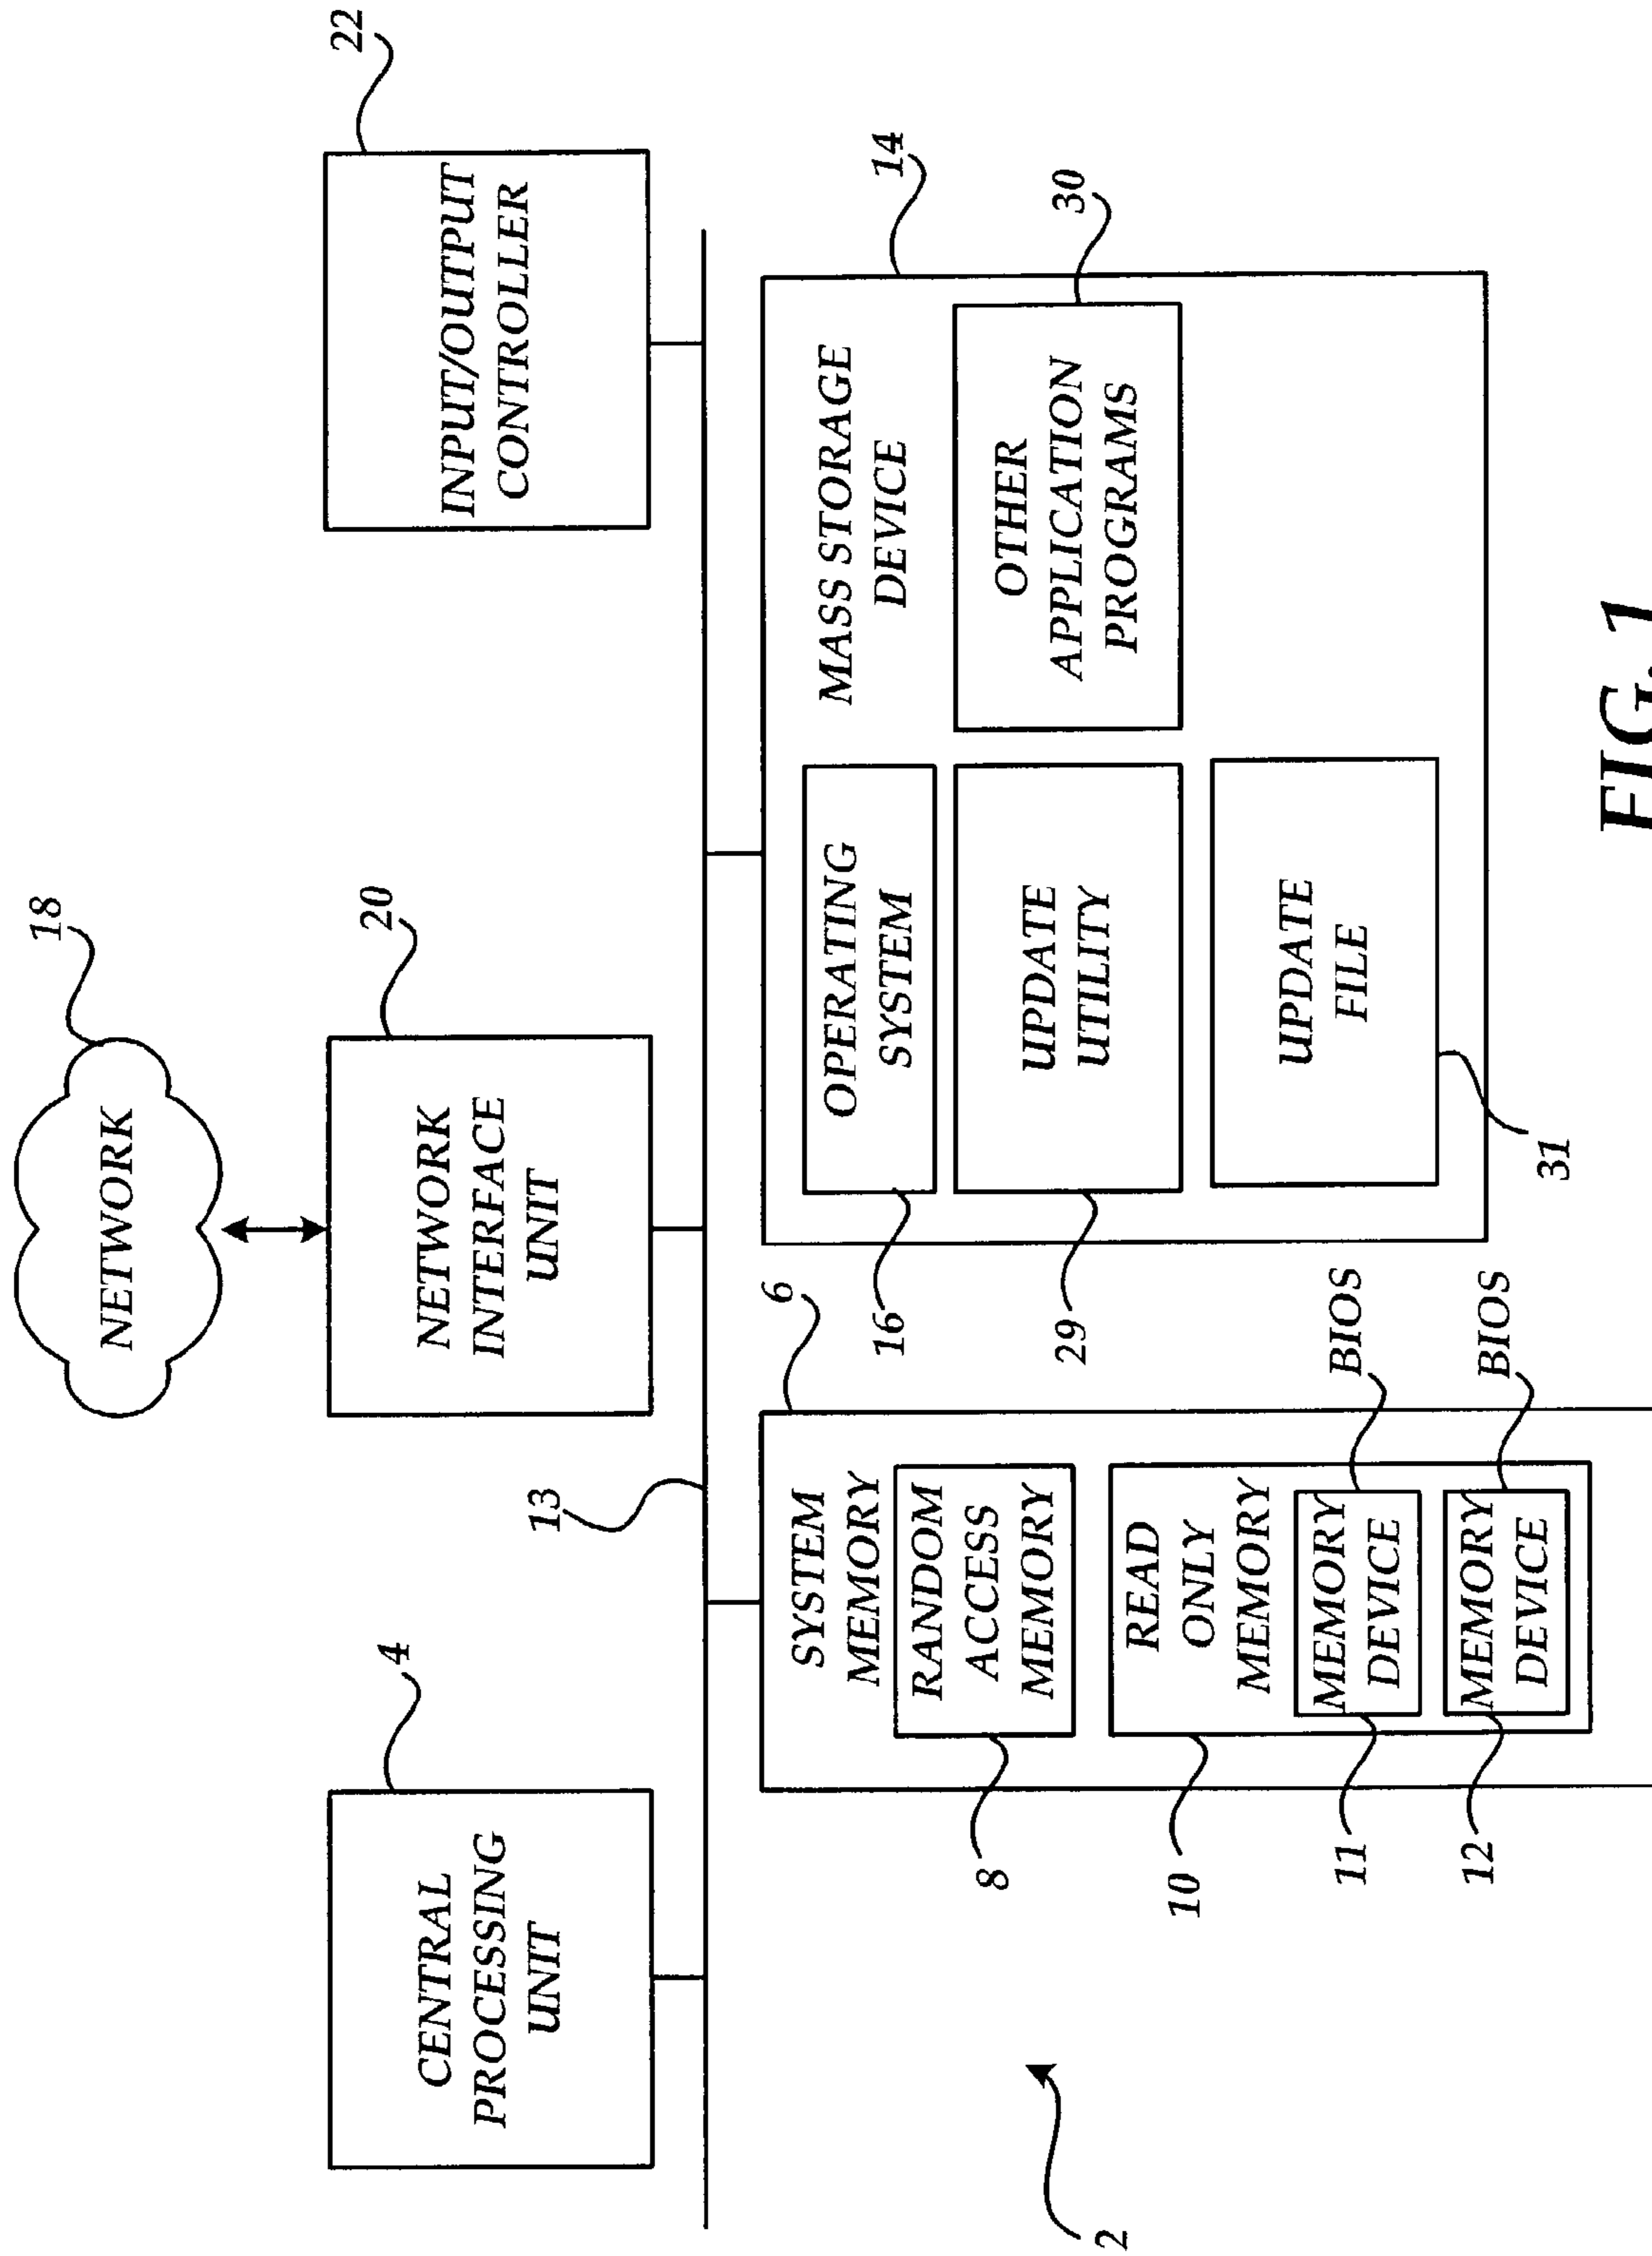 18
NETWORK
22
20
4
13
CENTRAL
PROCESSING
UNIT
NETWORK
INTERFACE
UNIT
INPUT/OUTPUT
CONTROLLER
6
14
SYSTEM
MEMORY
RANDOM
ACCESS
MEMORY
8
READ
ONLY
MEMORY
10
MEMORY
DEVICE
11
BIOS
MEMORY
DEVICE
12
BIOS
MASS STORAGE
DEVICE
OPERATING
SYSTEM
16
UPDATE
UTILITY
29
OTHER
APPLICATION
PROGRAMS
30
UPDATE
FILE
31
2
FIG. 1